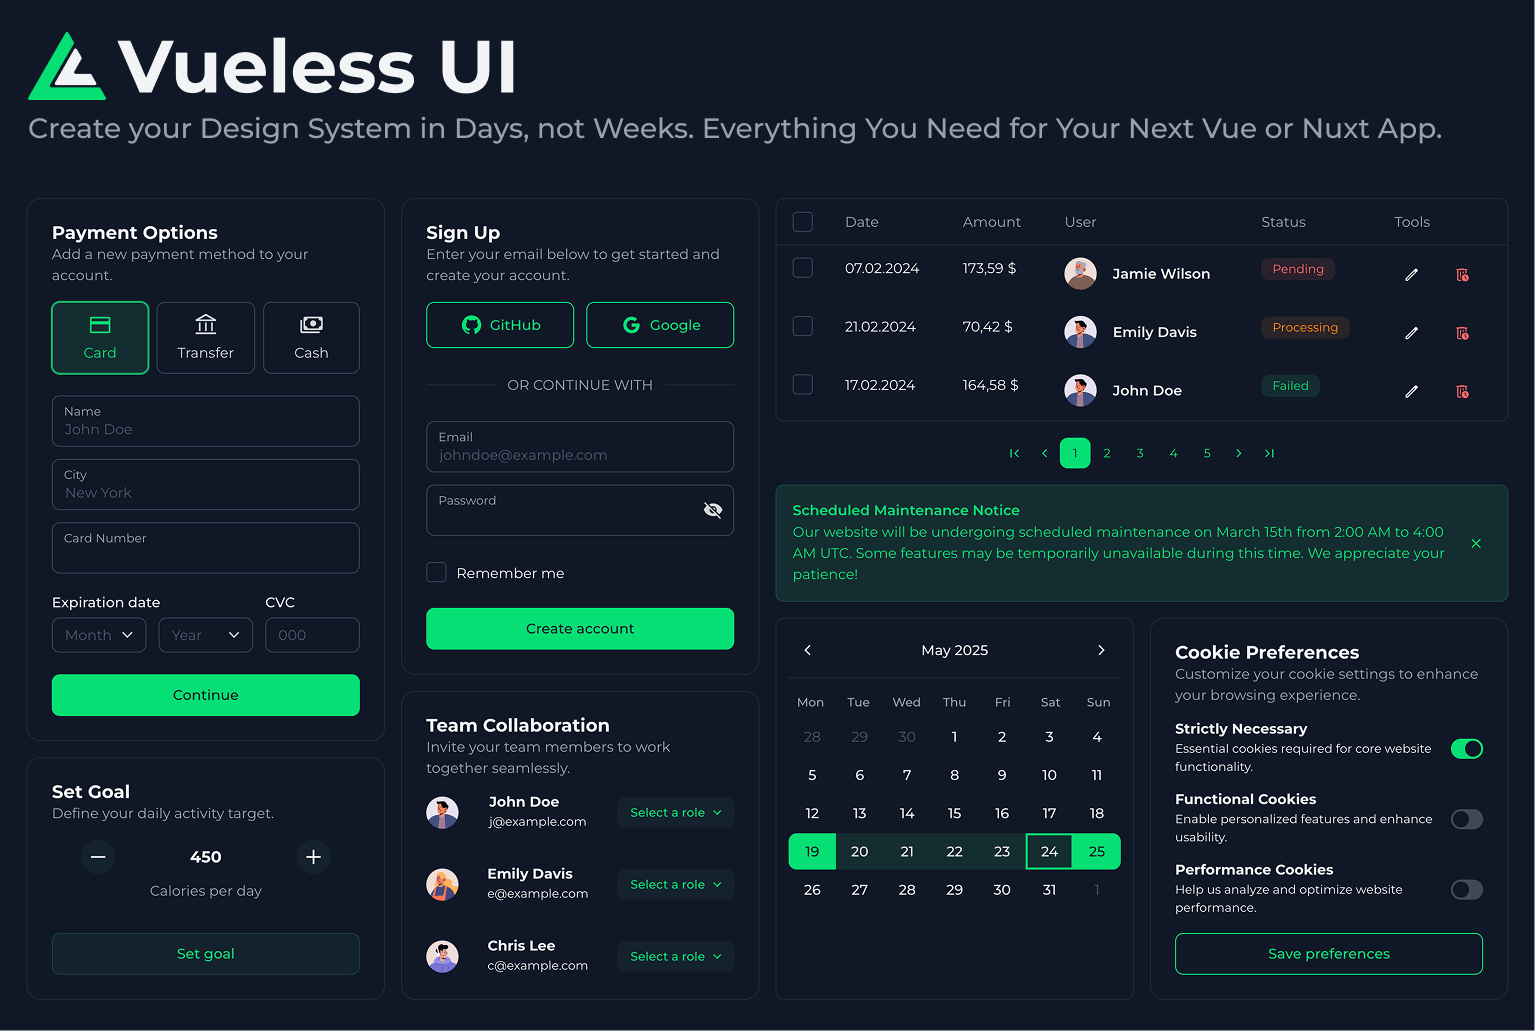 Vueless UI
Create your Design System in Days, not Weeks. Everything You Need for Your Next Vue or Nuxt App.
Payment Options
Add a new payment method to your
account.
Card
Transfer
Cash
Name
John Doe
City
New York
Card Number
Expiration date
CVC
Month
Year
000
Continue
Set Goal
Define your daily activity target.
450
Calories per day
Set goal
Sign Up
Enter your email below to get started and
create your account.
GitHub
Google
OR CONTINUE WITH
Email
johndoe@example.com
Password
Remember me
Create account
Team Collaboration
Invite your team members to work
together seamlessly.
John Doe
j@example.com
Select a role
Emily Davis
e@example.com
Select a role
Chris Lee
c@example.com
Select a role
Date Amount User Status Tools
07.02.2024 173,59 $ Jamie Wilson Pending
21.02.2024 70,42 $ Emily Davis Processing
17.02.2024 164,58 $ John Doe Failed
1 2 3 4 5
Scheduled Maintenance Notice
Our website will be undergoing scheduled maintenance on March 15th from 2:00 AM to 4:00
AM UTC. Some features may be temporarily unavailable during this time. We appreciate your
patience!
May 2025
Mon Tue Wed Thu Fri Sat Sun
28 29 30 1 2 3 4
5 6 7 8 9 10 11
12 13 14 15 16 17 18
19 20 21 22 23 24 25
26 27 28 29 30 31 1
Cookie Preferences
Customize your cookie settings to enhance
your browsing experience.
Strictly Necessary
Essential cookies required for core website
functionality.
Functional Cookies
Enable personalized features and enhance
usability.
Performance Cookies
Help us analyze and optimize website
performance.
Save preferences